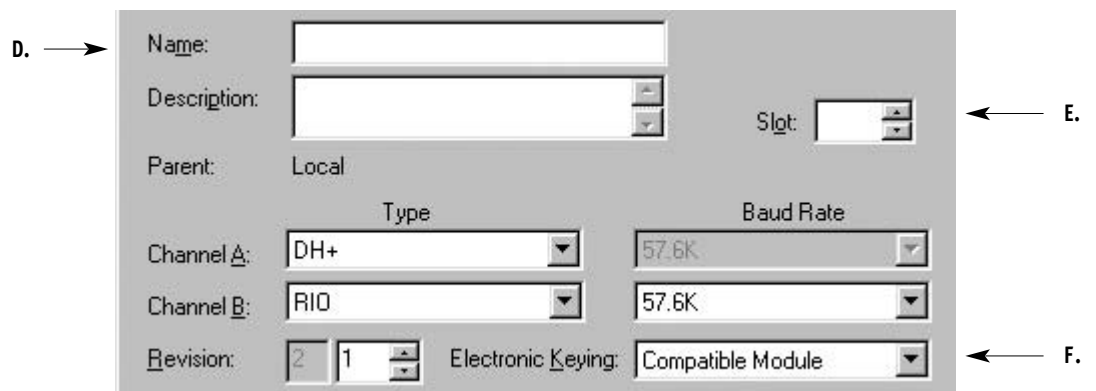 D. Name:
Description:
Slot: E.
Parent: Local
Type Baud Rate
Channel A: DH+ 57.6K
Channel B: RIO 57.6K
Revision: 2 1 Electronic Keying: Compatible Module F.